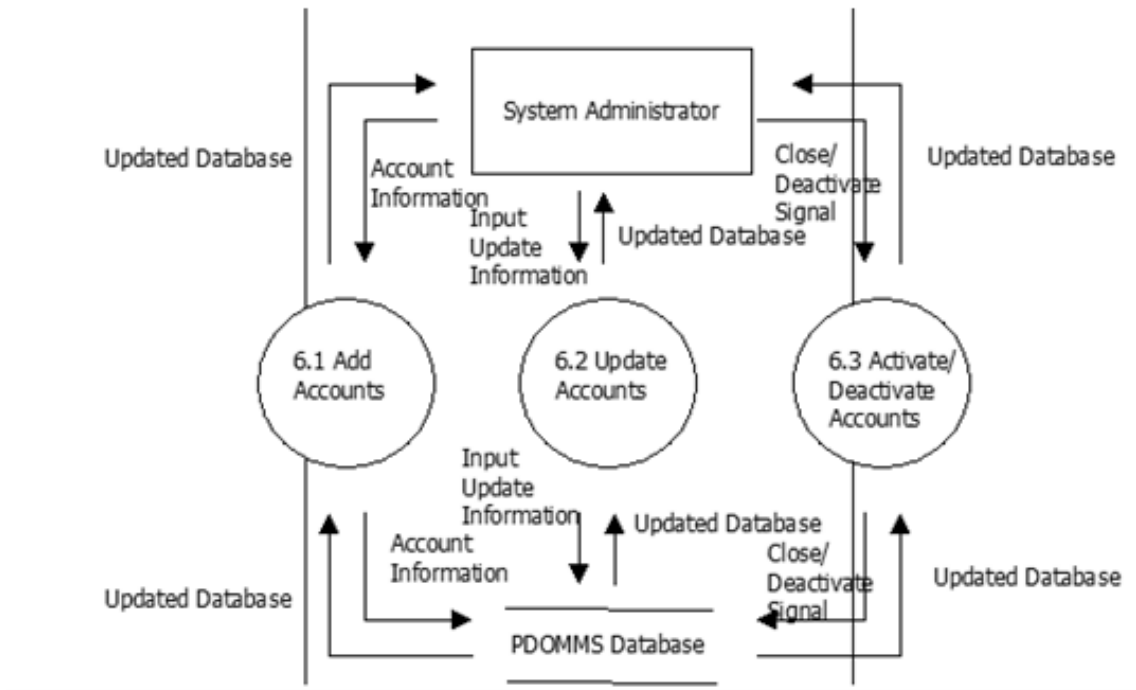 System Administrator
Updated Database
Account
Information
Close/
Deactivate
Signal
Updated Database
Input
Update
Information
Updated Database
6.1 Add
Accounts
6.2 Update
Accounts
6.3 Activate/
Deactivate
Accounts
Input
Update
Information
Updated Database
Account
Information
Close/
Deactivate
Signal
Updated Database
Updated Database
PDOMMS Database